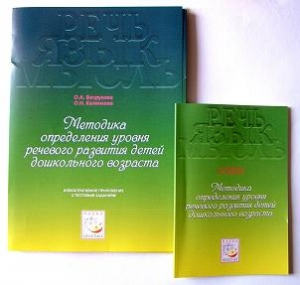 РЕЧЬ
ЯЗЫК
МЫСЛЬ
О.А. Безрукова
О.Н. Каленкова
Методика
определения уровня
речевого развития детей
дошкольного возраста
РЕЧЬ
ЯЗЫК
МЫСЛЬ
Методика
определения уровня
речевого развития детей
дошкольного возраста